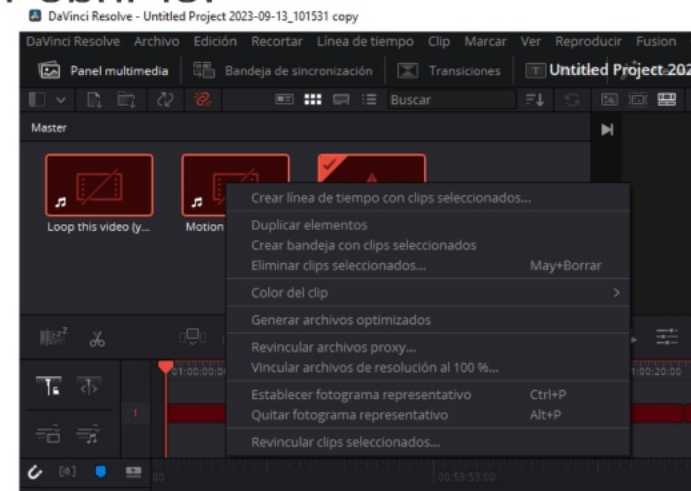 DaVinci Resolve - Untitled Project 2023-09-13_101531 copy
DaVinci Resolve Archivo Edición Recortar Línea de tiempo Clip Marcar Ver Reproducir Fusion
Panel multimedia Bandeja de sincronización Transiciones Untitled Project 202
Buscar
Master
Loop this video (y... Motion
Crear línea de tiempo con clips seleccionados...
Duplicar elementos
Crear bandeja con clips seleccionados
Eliminar clips seleccionados... May+Borrar
Color del clip
Generar archivos optimizados
Revincular archivos proxy...
Vincular archivos de resolución al 100 %...
01:00:00:0 1:00:20:00
Establecer fotograma representativo Ctrl+P
1 Quitar fotograma representativo Alt+P
Revincular clips seleccionados...
00 00:59:58:00